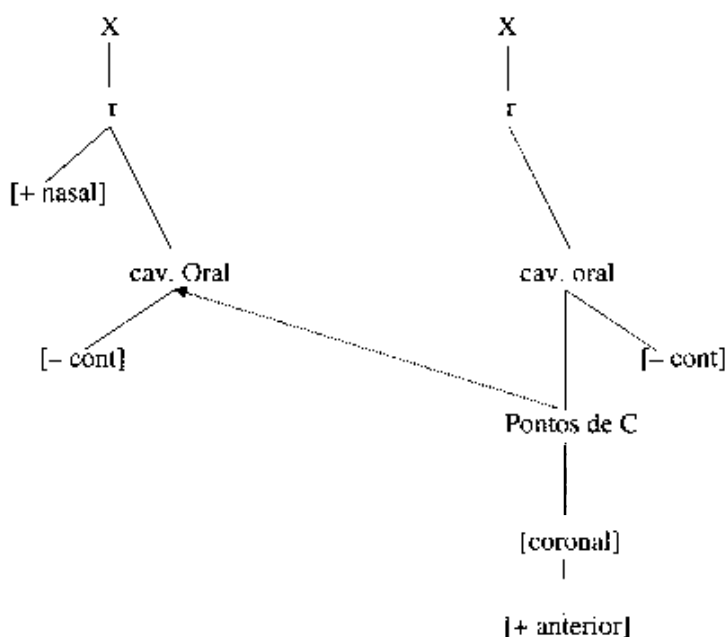 X X
r r
[+ nasal]
cav. Oral cav. oral
[– cont] [– cont]
Pontos de C
[coronal]
[+ anterior]